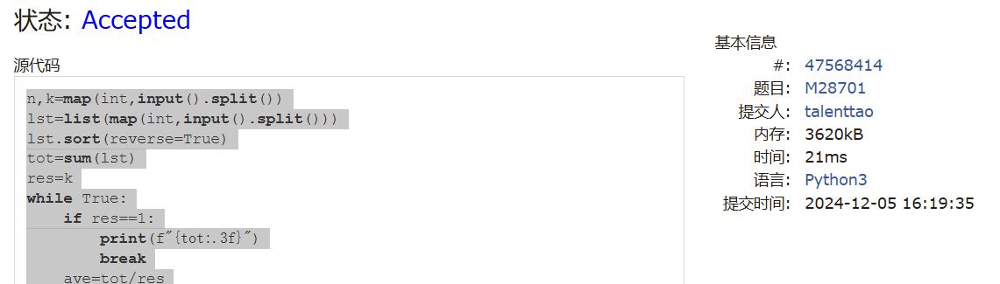 状态: Accepted
源代码
n,k=map(int,input().split())
lst=list(map(int,input().split()))
lst.sort(reverse=True)
tot=sum(lst)
res=k
while True:
    if res==1:
        print(f"{tot:.3f}")
        break
    ave=tot/res
基本信息
#: 47568414
题目: M28701
提交人: talenttao
内存: 3620kB
时间: 21ms
语言: Python3
提交时间: 2024-12-05 16:19:35